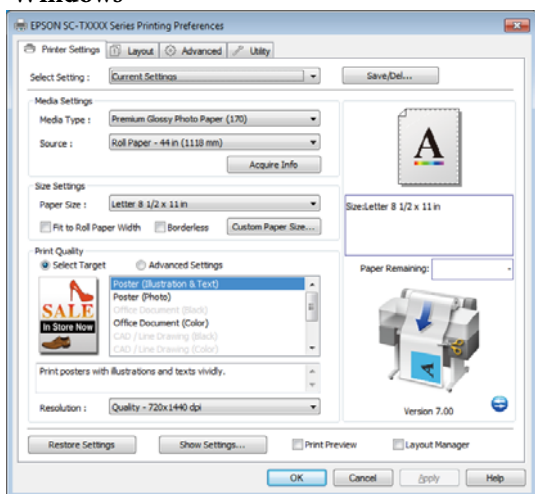 Windows
EPSON SC-TXXXX Series Printing Preferences
Printer Settings Layout Advanced Utility
Select Setting : Current Settings Save/Del...
Media Settings
Media Type : Premium Glossy Photo Paper (170)
Source : Roll Paper - 44 in (1118 mm)
Acquire Info
A
Size Settings
Paper Size : Letter 8 1/2 x 11 in
Size:Letter 8 1/2 x 11 in
Fit to Roll Paper Width Borderless Custom Paper Size...
Print Quality
Select Target Advanced Settings
Paper Remaining:
SALE
In Store Now
Poster (Illustration & Text)
Poster (Photo)
Office Document (Black)
Office Document (Color)
CAD / Line Drawing (Black)
CAD / Line Drawing (Color)
Print posters with illustrations and texts vividly.
Resolution : Quality - 720x1440 dpi
Version 7.00
Restore Settings Show Settings... Print Preview Layout Manager
OK Cancel Apply Help